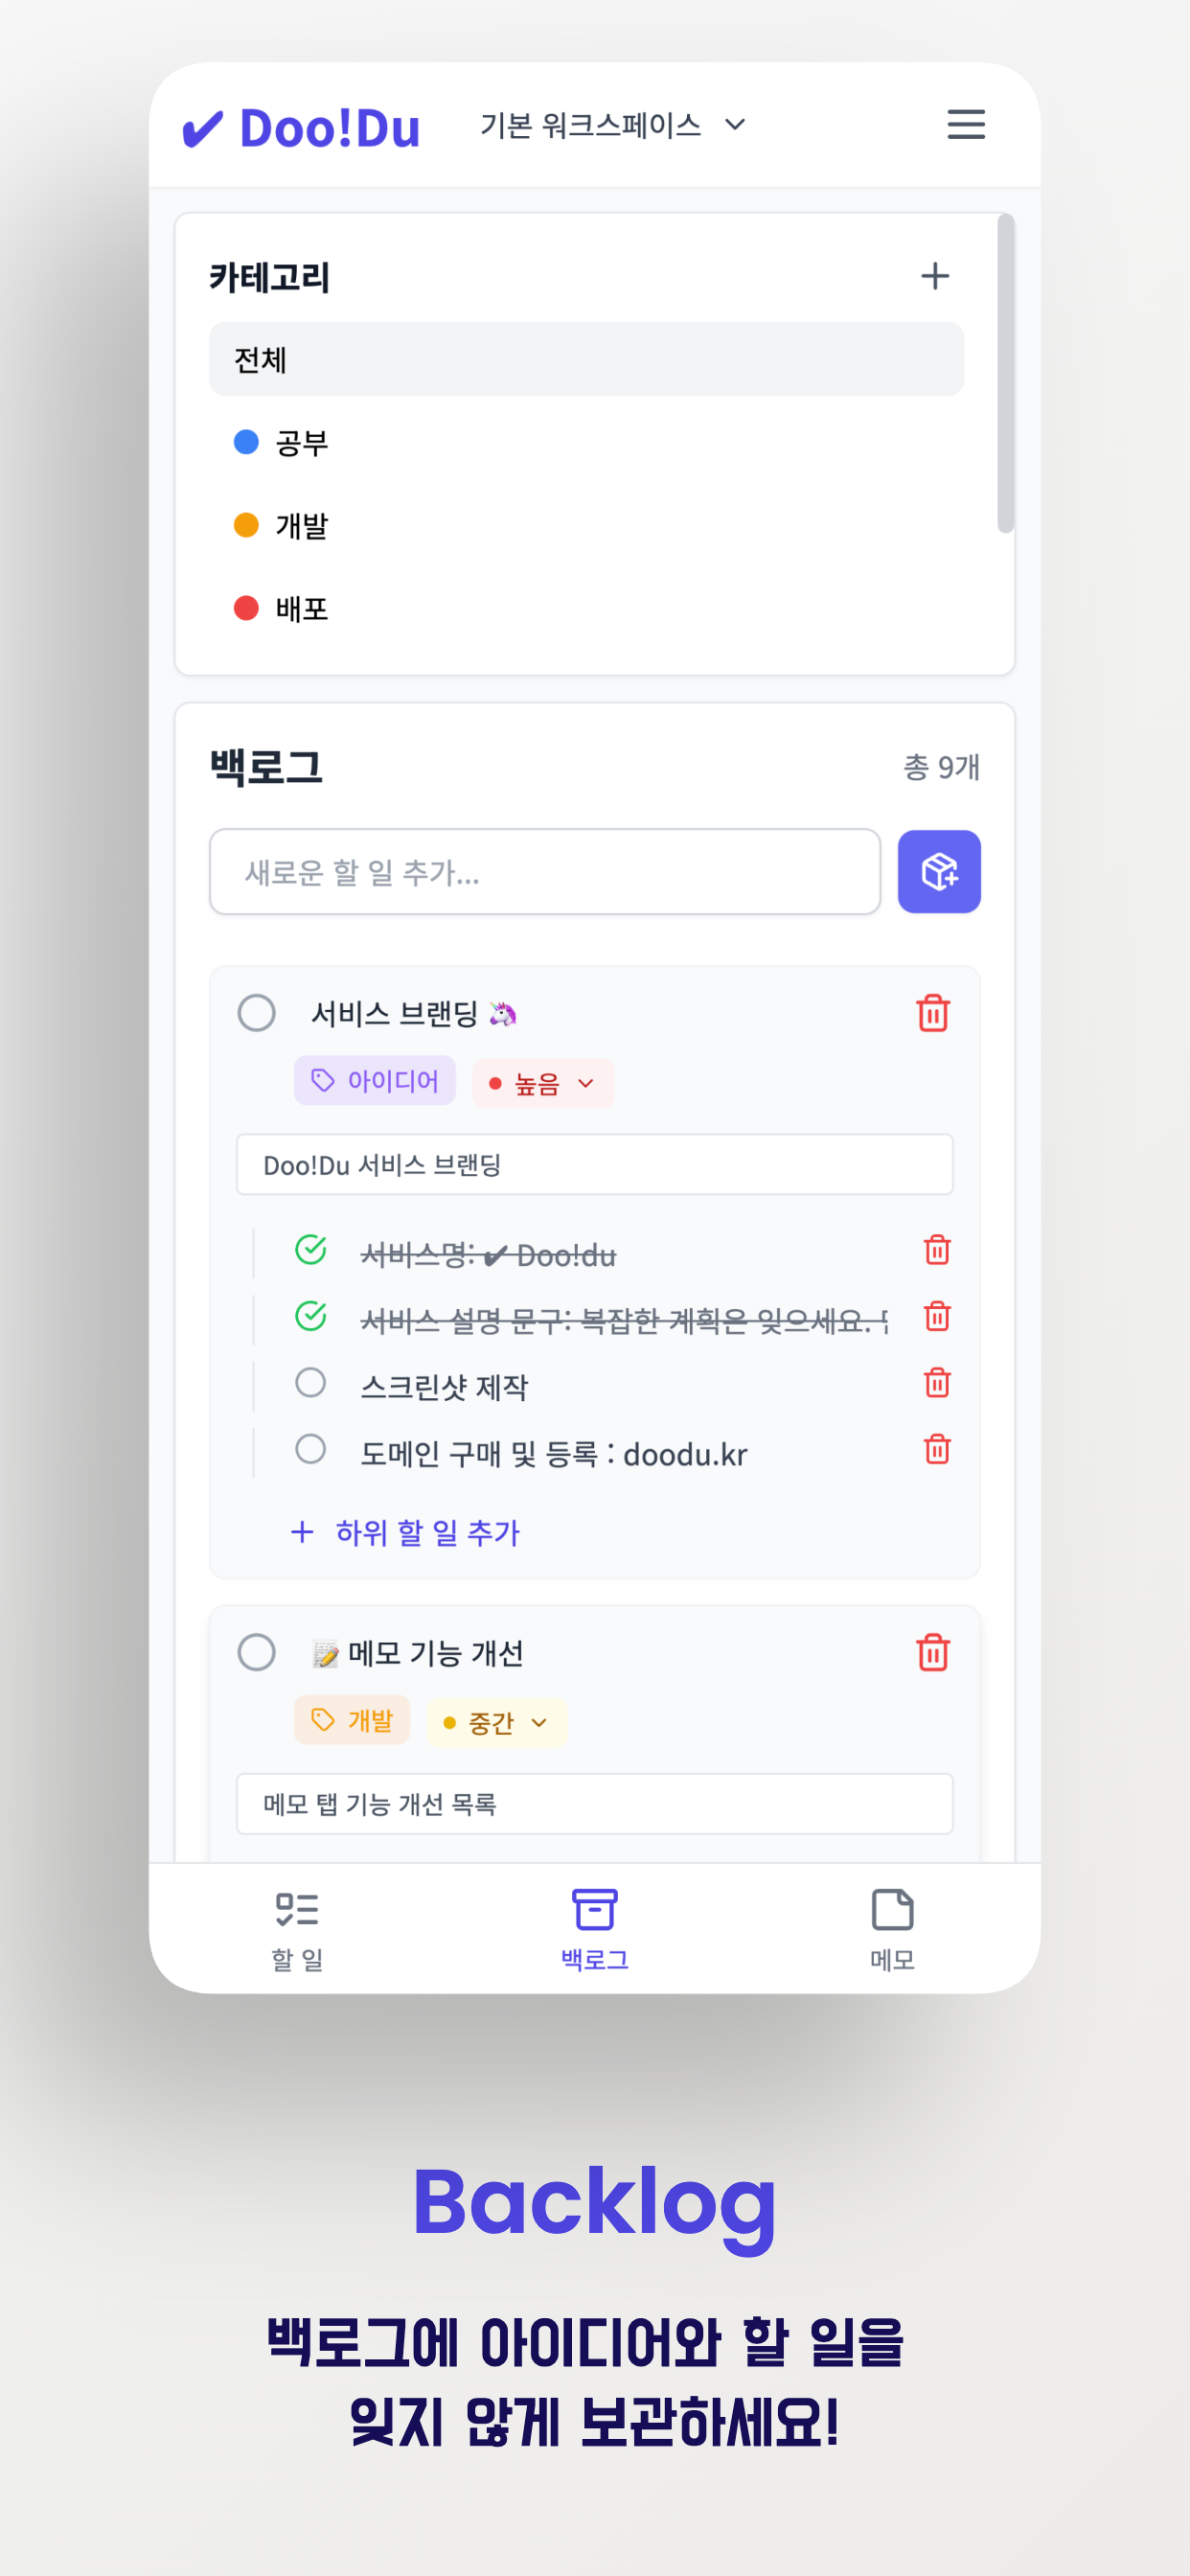 ✔ Doo!Du 기본 워크스페이스
카테고리
전체
공부
개발
배포
백로그 총 9개
새로운 할 일 추가...
서비스 브랜딩 🦄
아이디어 높음
Doo!Du 서비스 브랜딩
서비스명: ✔ Doo!du
서비스 설명 문구: 복잡한 계획은 잊으세요.
스크린샷 제작
도메인 구매 및 등록 : doodu.kr
+ 하위 할 일 추가
📝 메모 기능 개선
개발 중간
메모 탭 기능 개선 목록
할 일 백로그 메모
Backlog
백로그에 아이디어와 할 일을
잊지 않게 보관하세요!